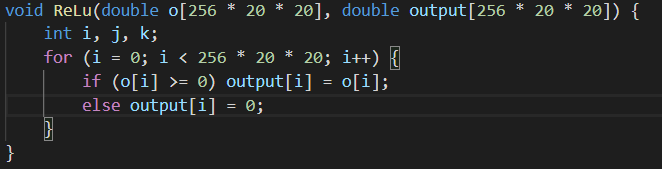 void ReLu(double o[256 * 20 * 20], double output[256 * 20 * 20]) {
    int i, j, k;
    for (i = 0; i < 256 * 20 * 20; i++) {
        if (o[i] >= 0) output[i] = o[i];
        else output[i] = 0;
    }
}